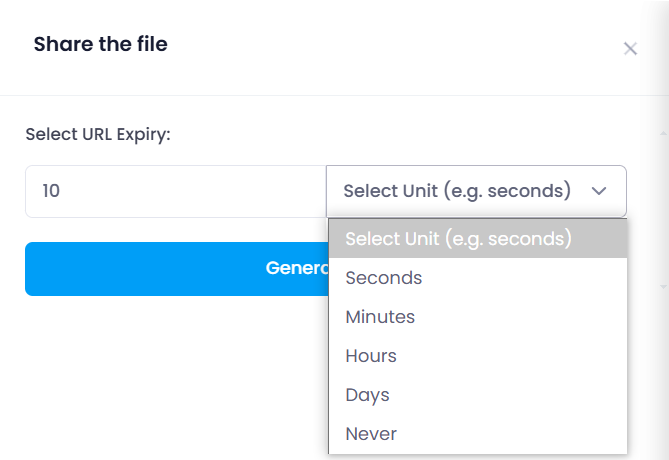 Share the file
Select URL Expiry:
10
Select Unit (e.g. seconds)
Select Unit (e.g. seconds)
Seconds
Minutes
Hours
Days
Never